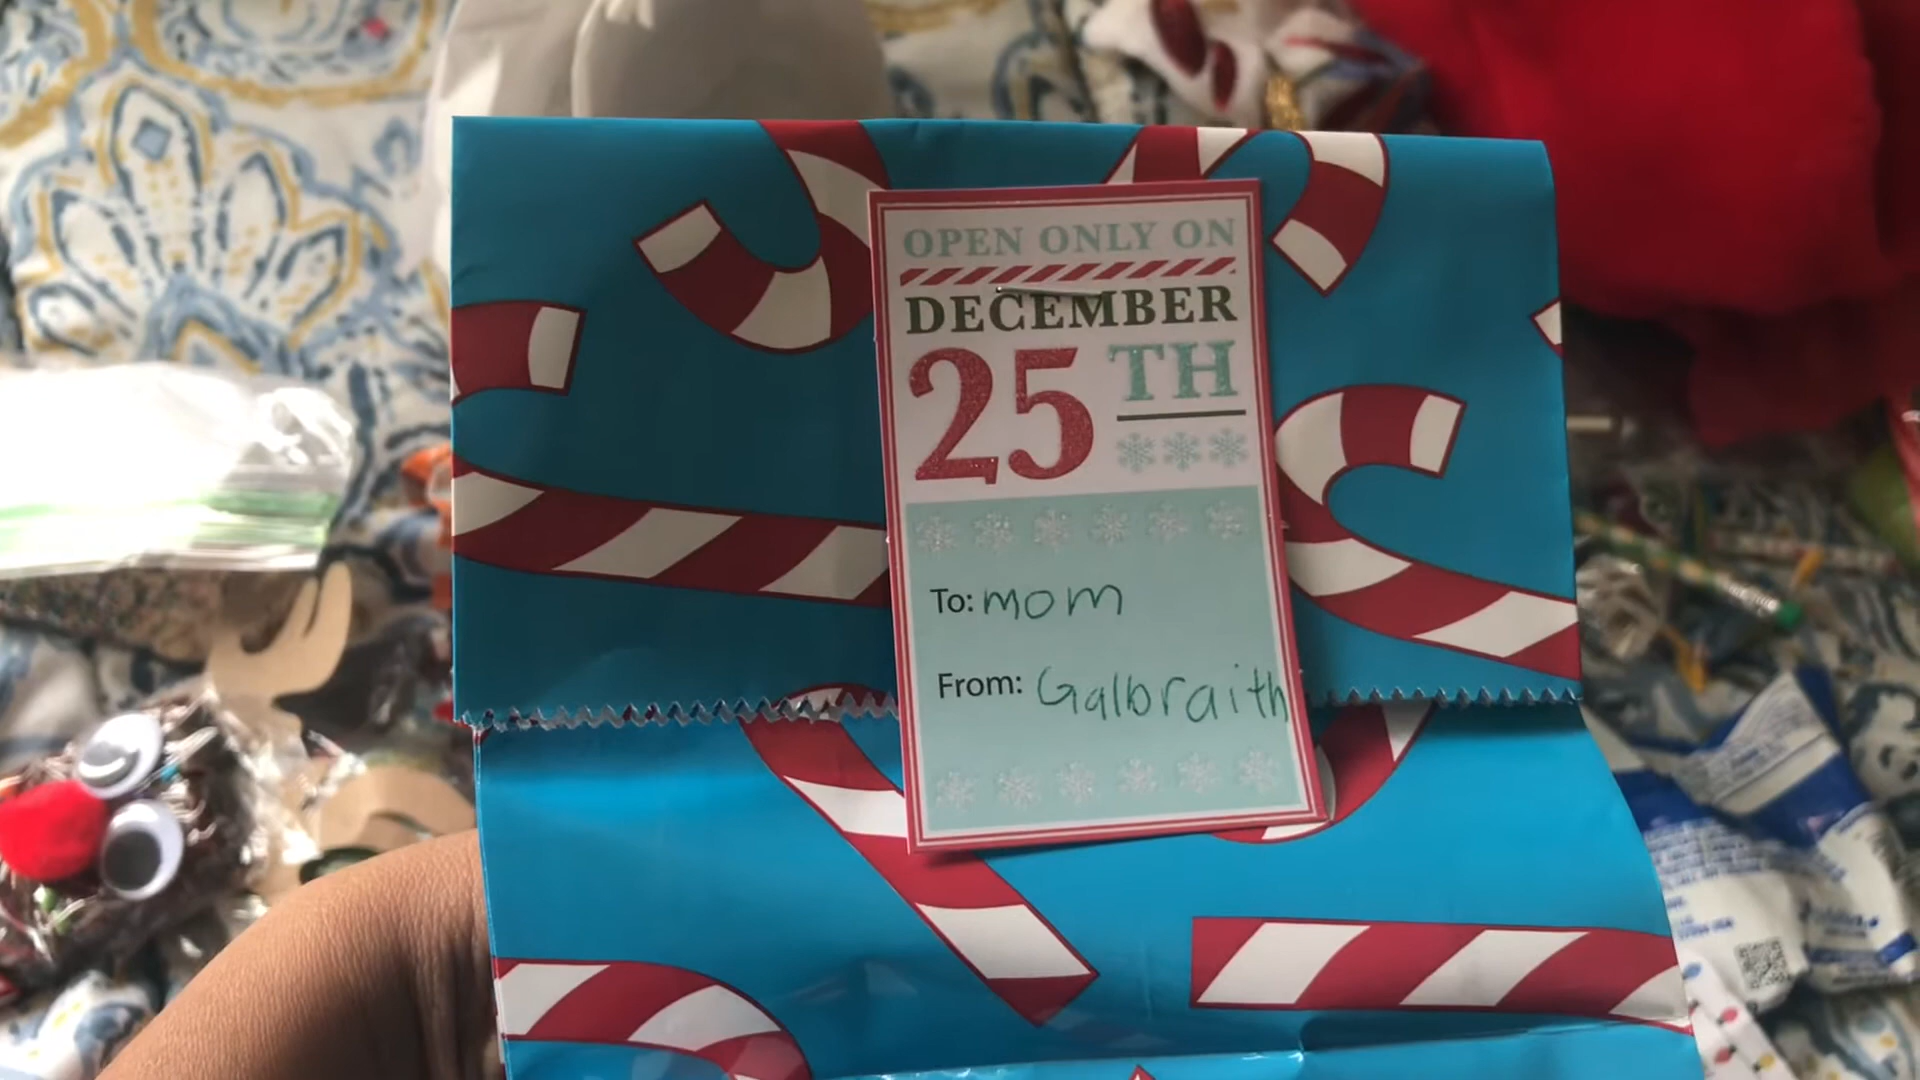 OPEN ONLY ON
DECEMBER
25TH
To: mom
From: Galbraith